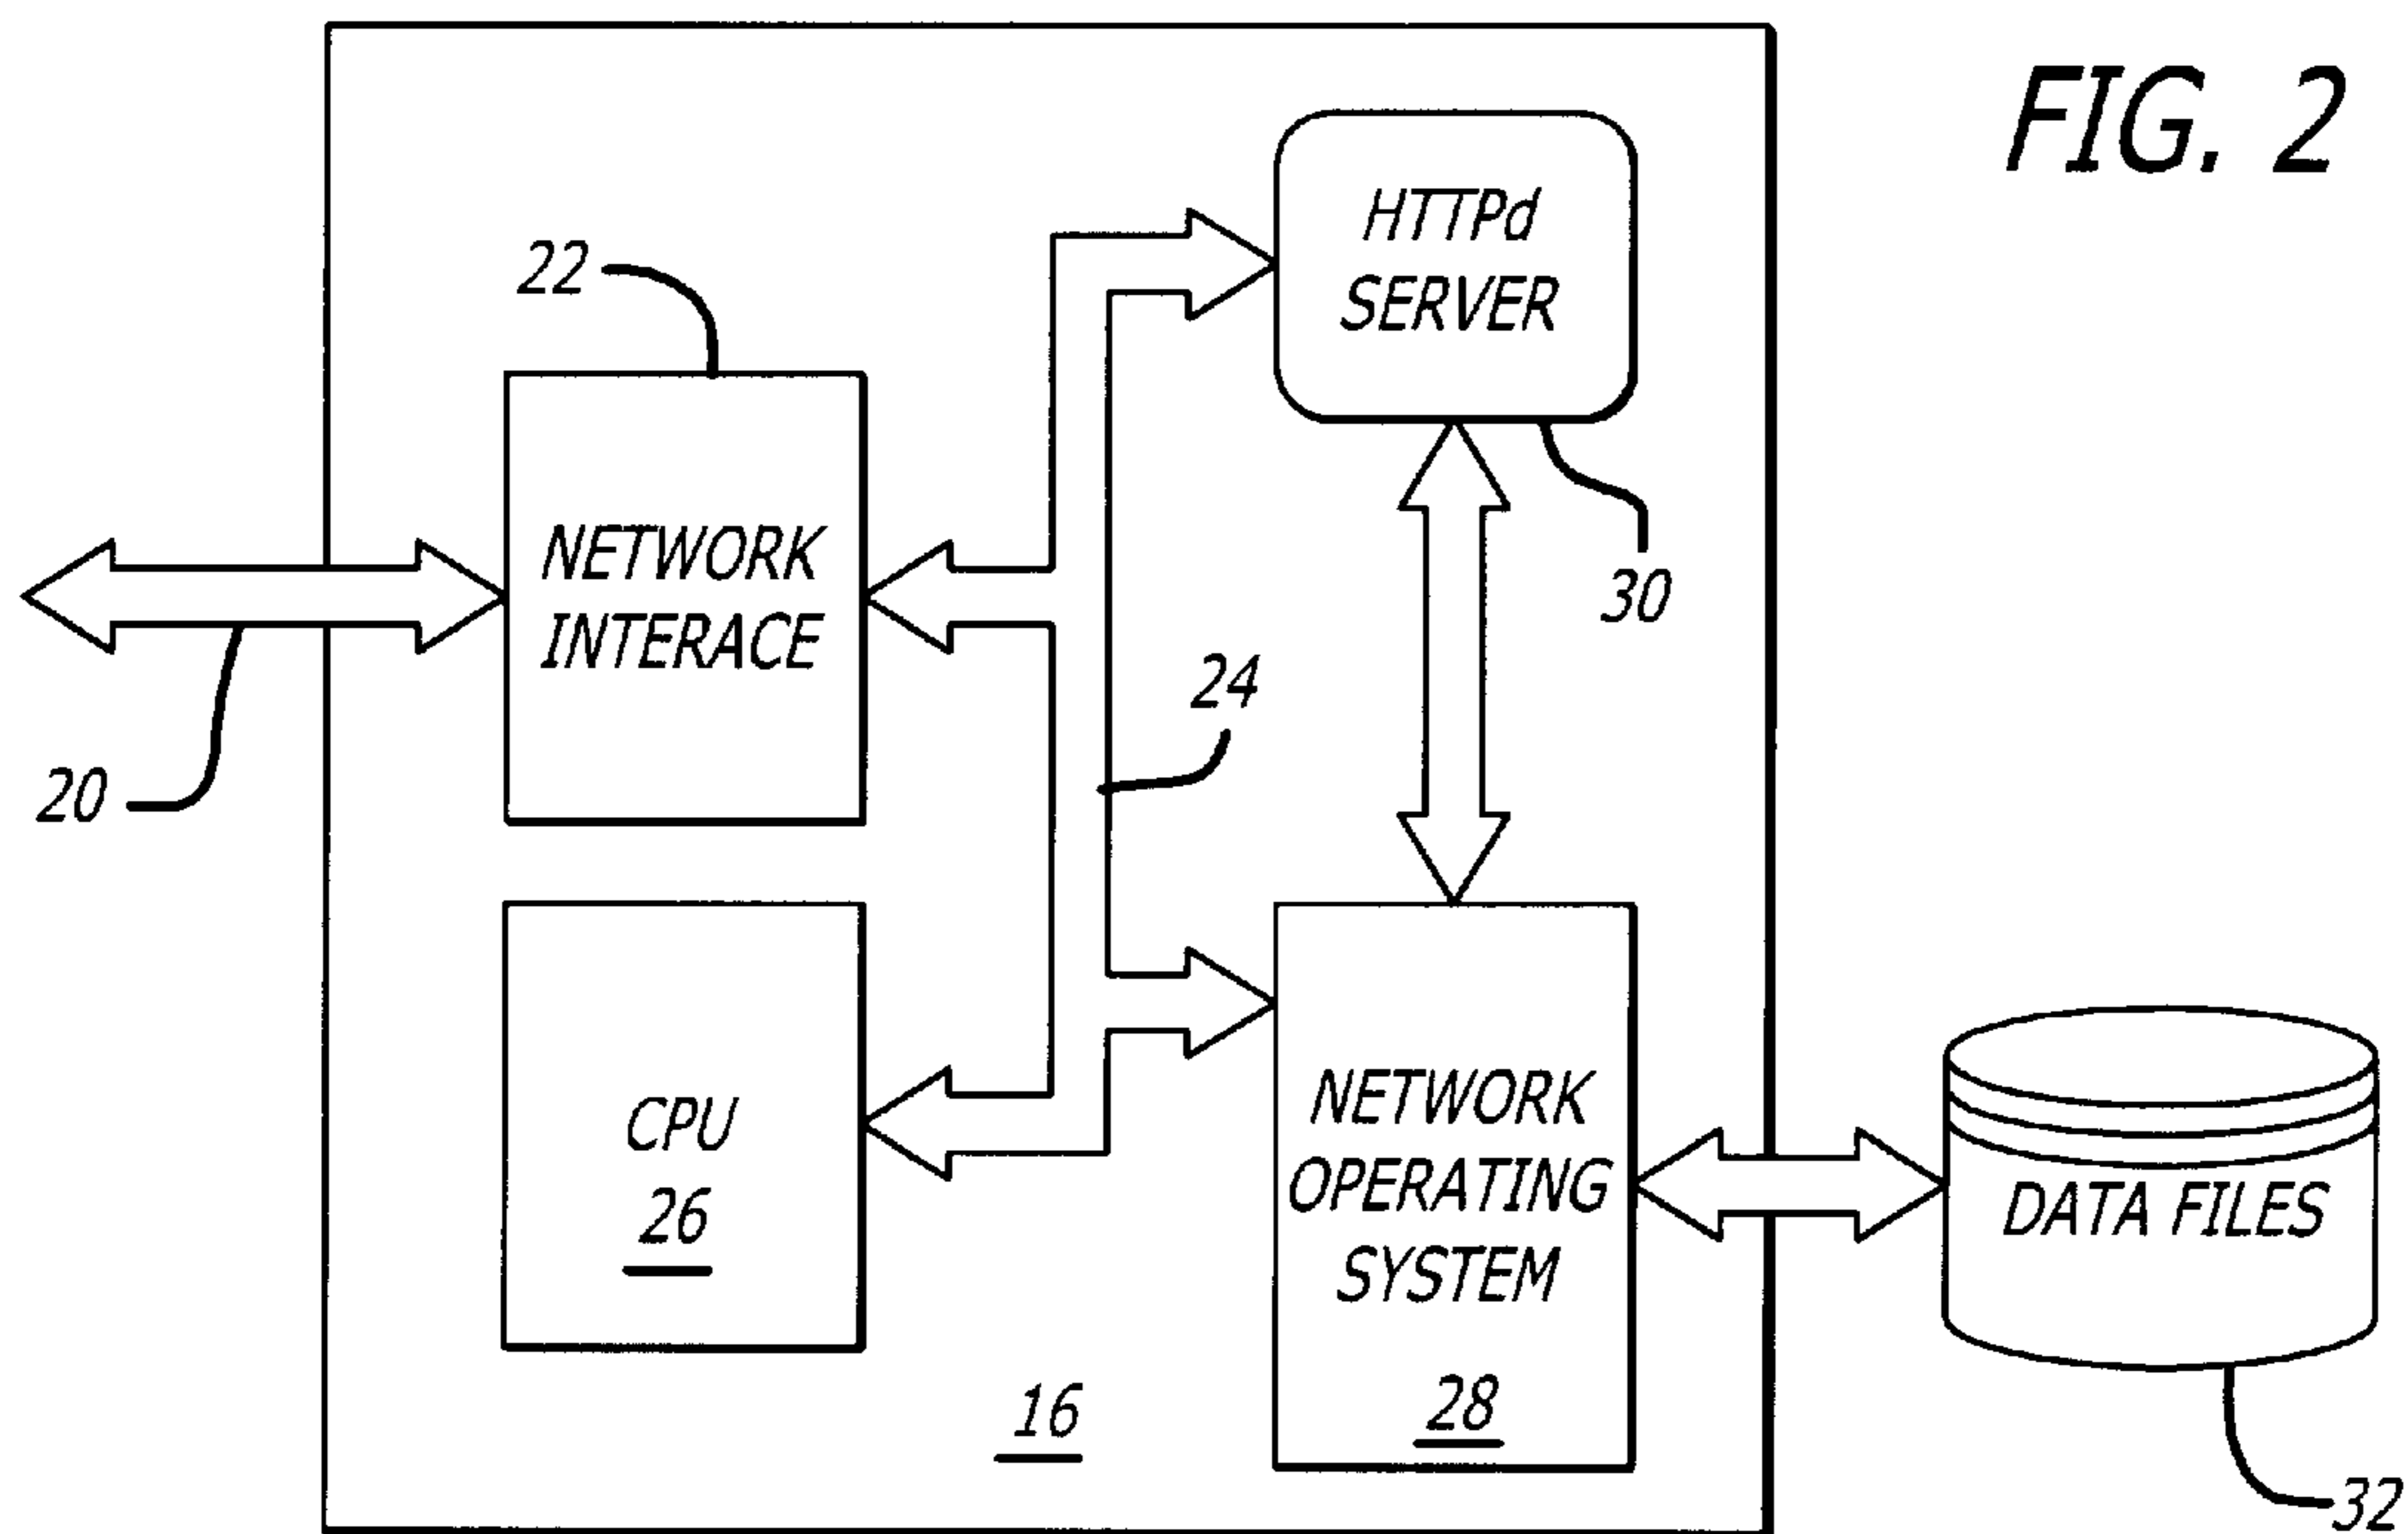 FIG. 2
HTTPd
SERVER
22
NETWORK
INTERACE
30
24
20
CPU
26
NETWORK
OPERATING
SYSTEM
28
DATA FILES
16
32